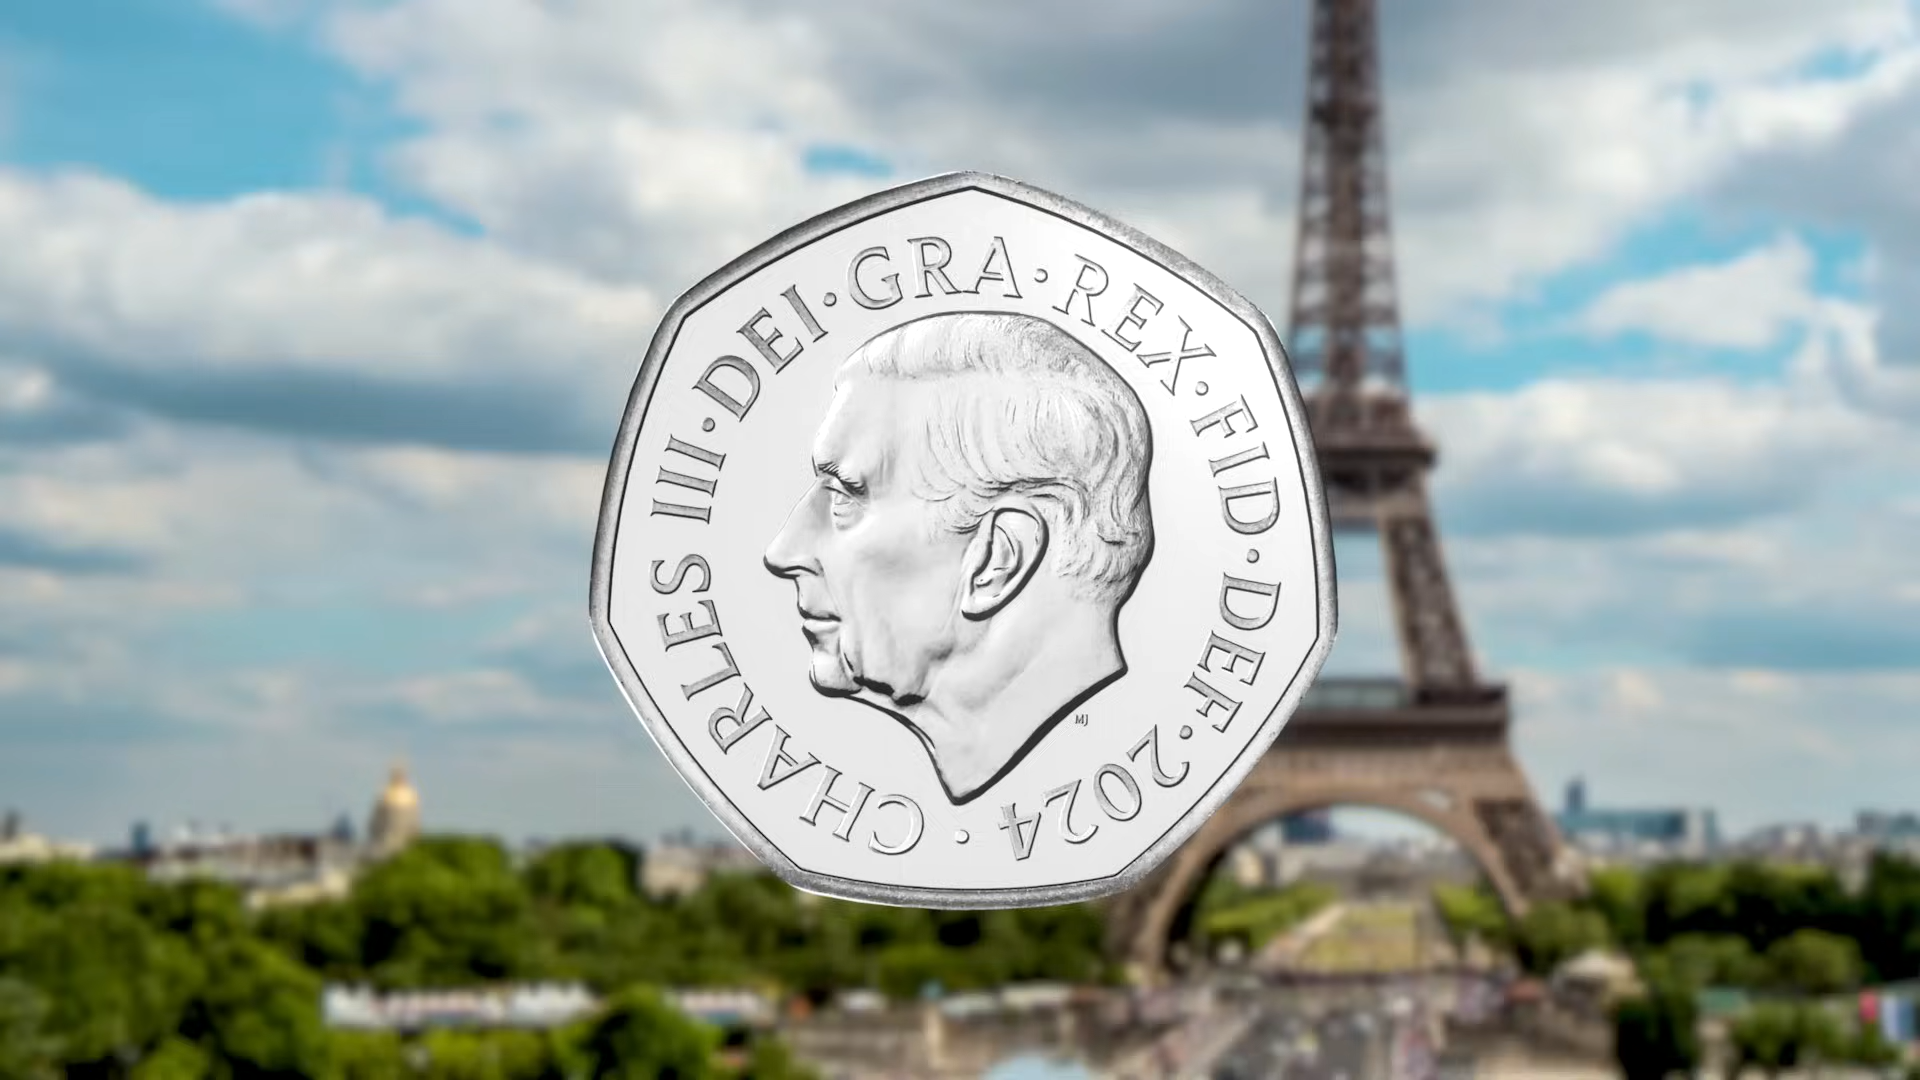 CHARLES III · DEI · GRA · REX · FID · DEF · 2024 ·
MJ